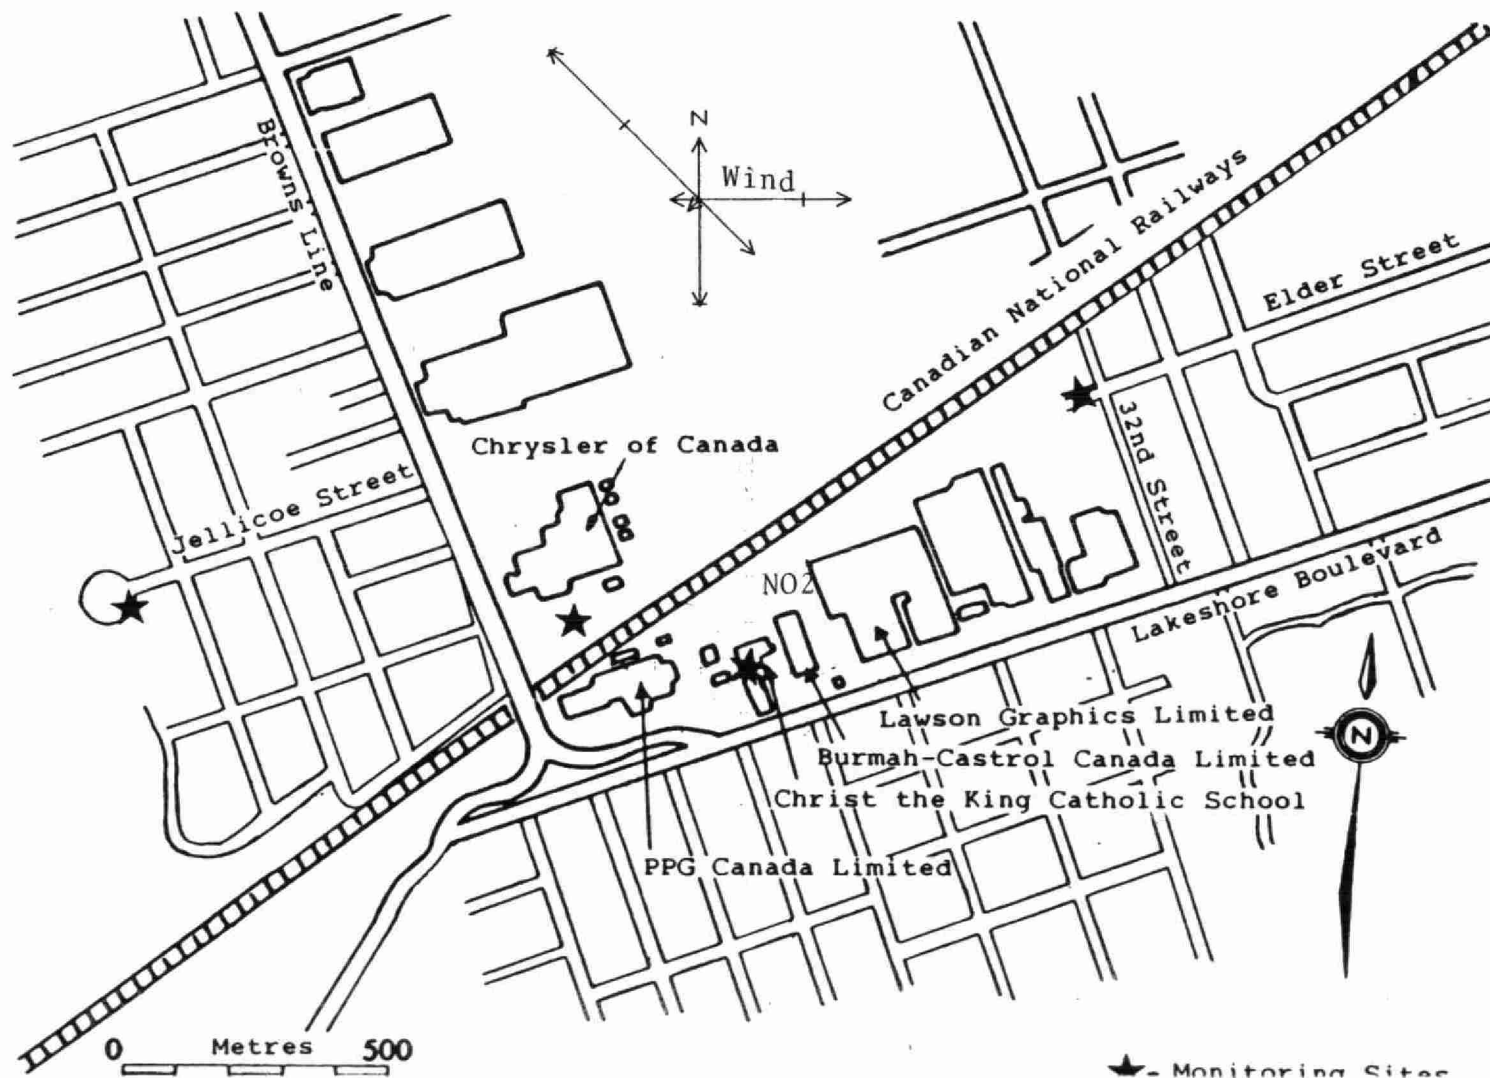 N
Wind
Browns Line
Canadian National Railways
Elder Street
Chrysler of Canada
32nd Street
Jellicoe Street
NO2
Lakeshore Boulevard
Lawson Graphics Limited
Burmah-Castrol Canada Limited
Christ the King Catholic School
PPG Canada Limited
N
0 Metres 500
- Monitoring Sites